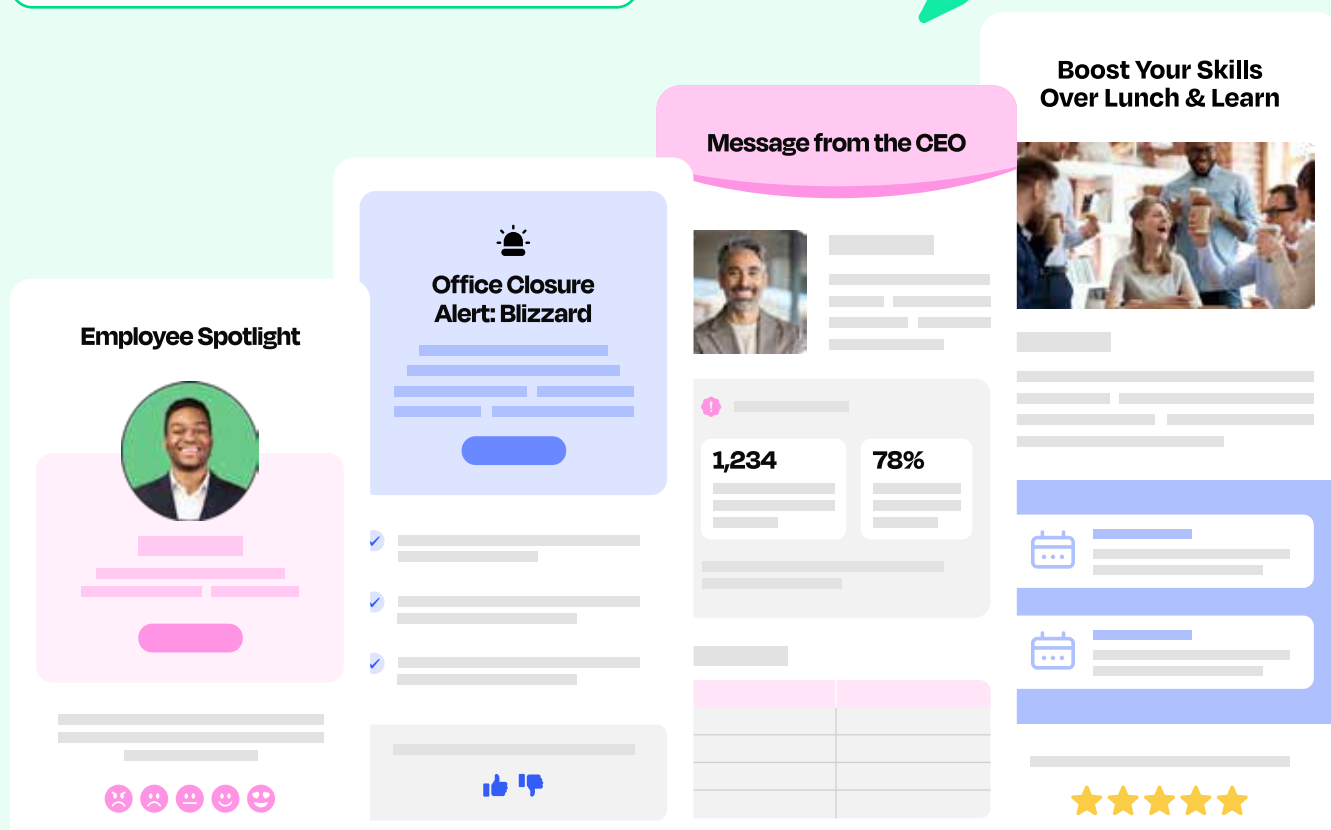 Boost Your Skills
Over Lunch & Learn
Message from the CEO
Office Closure
Alert: Blizzard
Employee Spotlight
1,234
78%